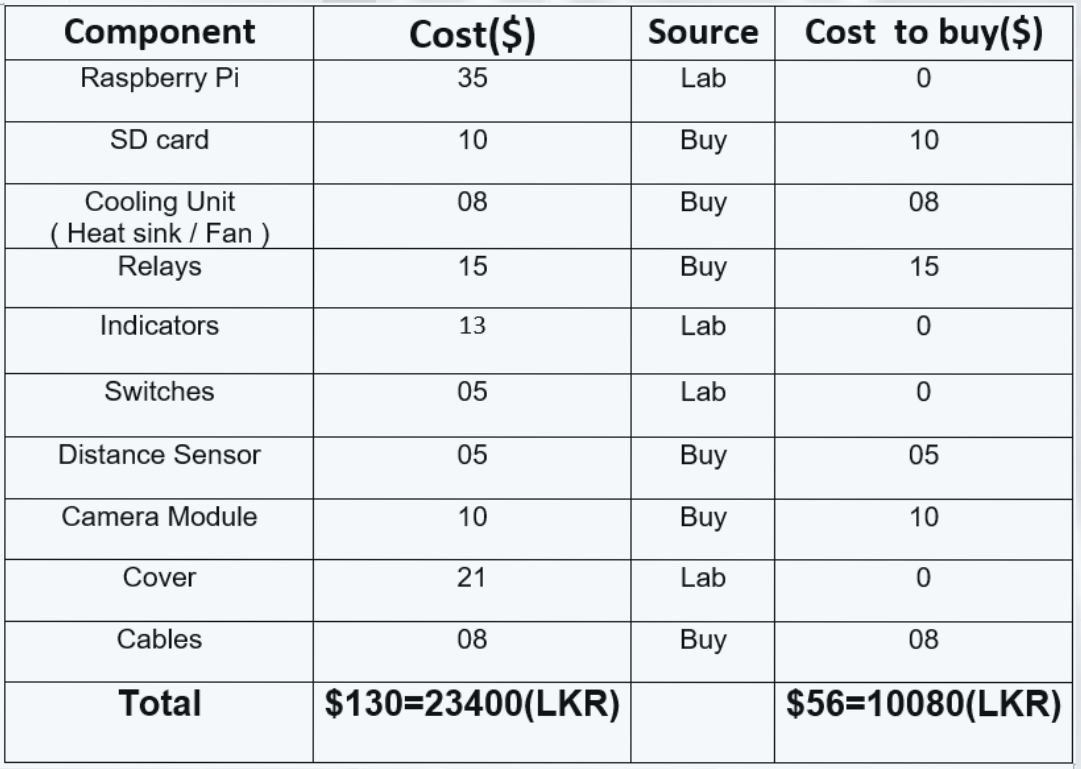 Component Cost($) Source Cost to buy($)
Raspberry Pi 35 Lab 0
SD card 10 Buy 10
Cooling Unit 08 Buy 08
( Heat sink / Fan )
Relays 15 Buy 15
Indicators 13 Lab 0
Switches 05 Lab 0
Distance Sensor 05 Buy 05
Camera Module 10 Buy 10
Cover 21 Lab 0
Cables 08 Buy 08
Total $130=23400(LKR) $56=10080(LKR)